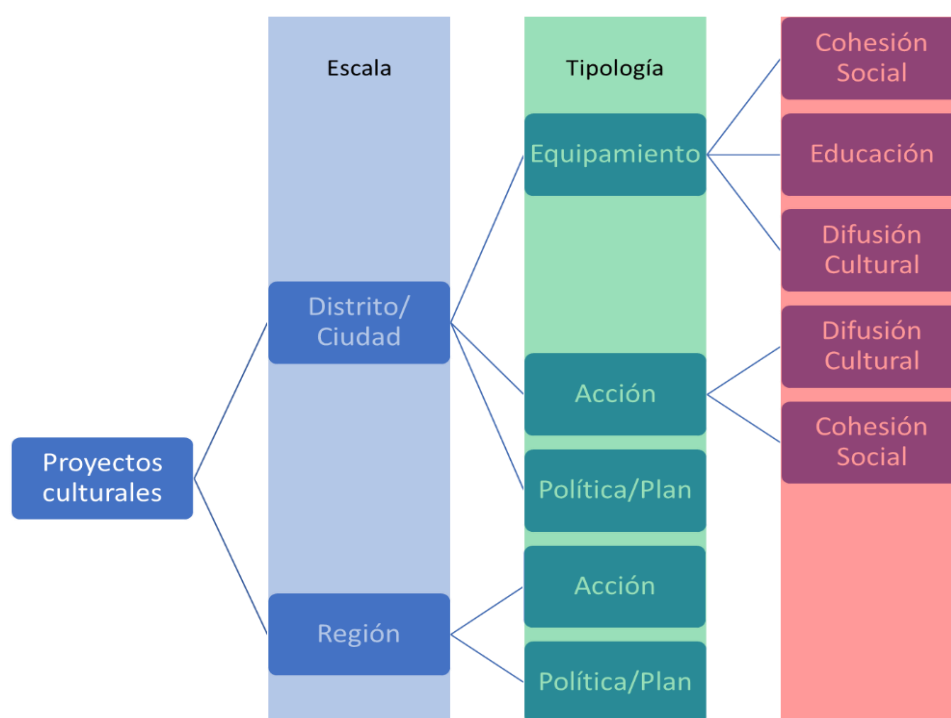 Escala
Tipología
Cohesión
Social
Equipamiento
Educación
Difusión
Cultural
Distrito/
Ciudad
Difusión
Cultural
Acción
Cohesión
Social
Proyectos
culturales
Política/Plan
Acción
Región
Política/Plan